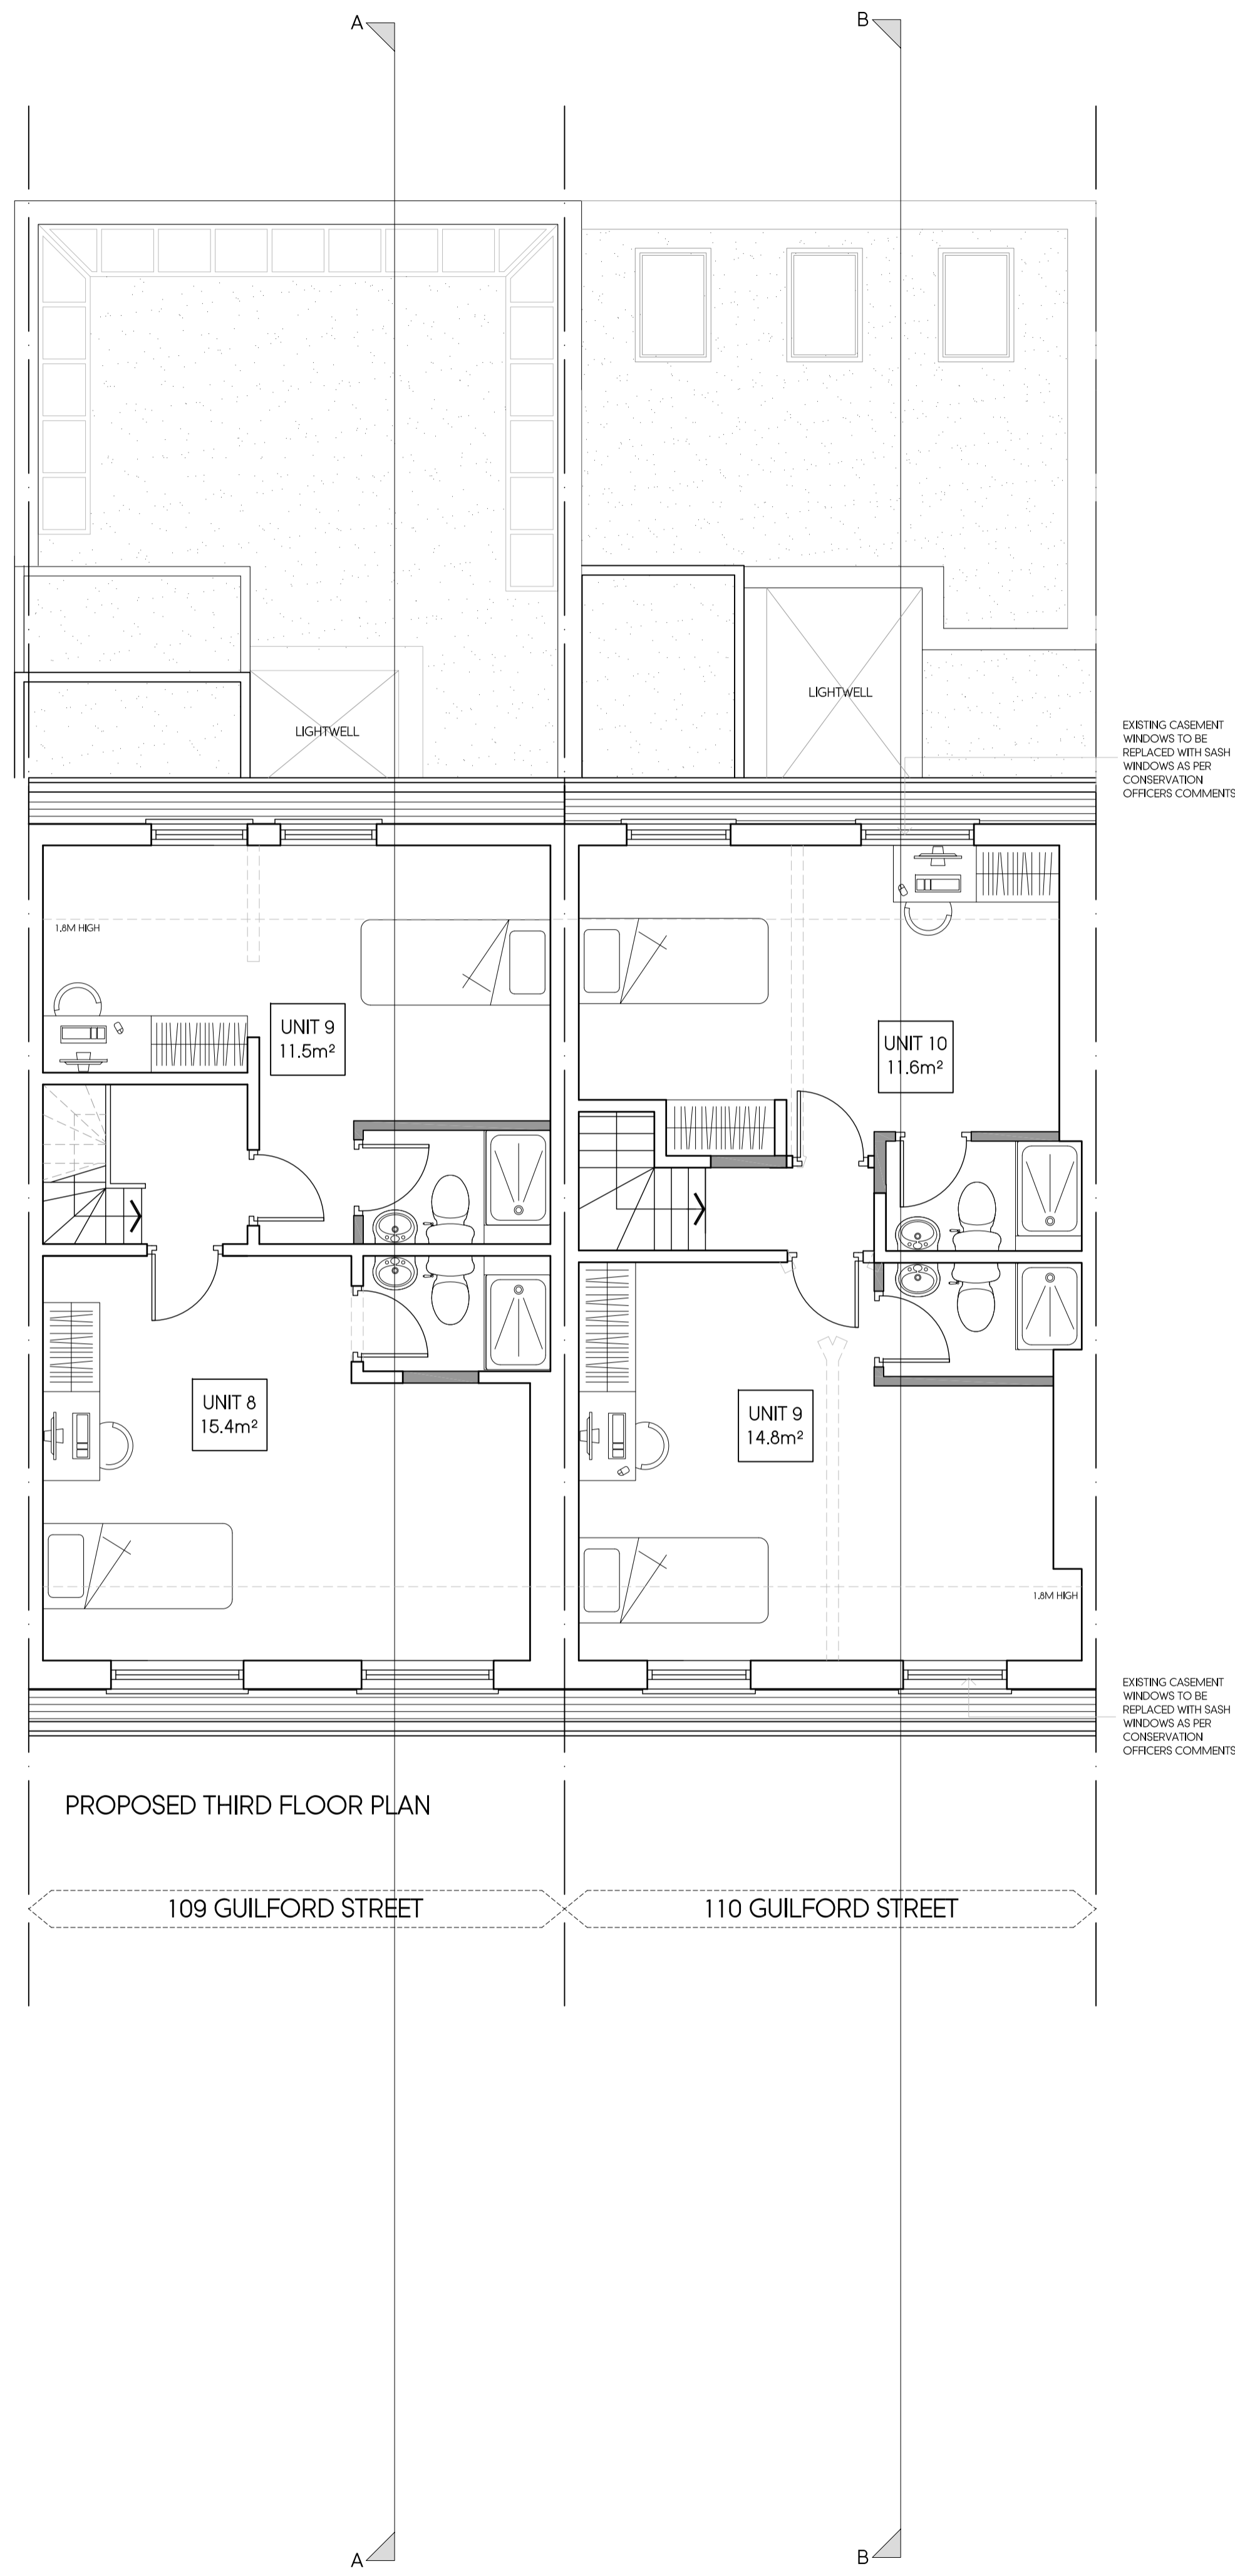 A
B
LIGHTWELL
LIGHTWELL
EXISTING CASEMENT
WINDOWS TO BE
REPLACED WITH SASH
WINDOWS AS PER
CONSERVATION
OFFICERS COMMENTS
1.8M HIGH
UNIT 9
11.5m²
UNIT 10
11.6m²
UNIT 8
15.4m²
UNIT 9
14.8m²
1.8M HIGH
EXISTING CASEMENT
WINDOWS TO BE
REPLACED WITH SASH
WINDOWS AS PER
CONSERVATION
OFFICERS COMMENTS
PROPOSED THIRD FLOOR PLAN
109 GUILFORD STREET
110 GUILFORD STREET
A
B